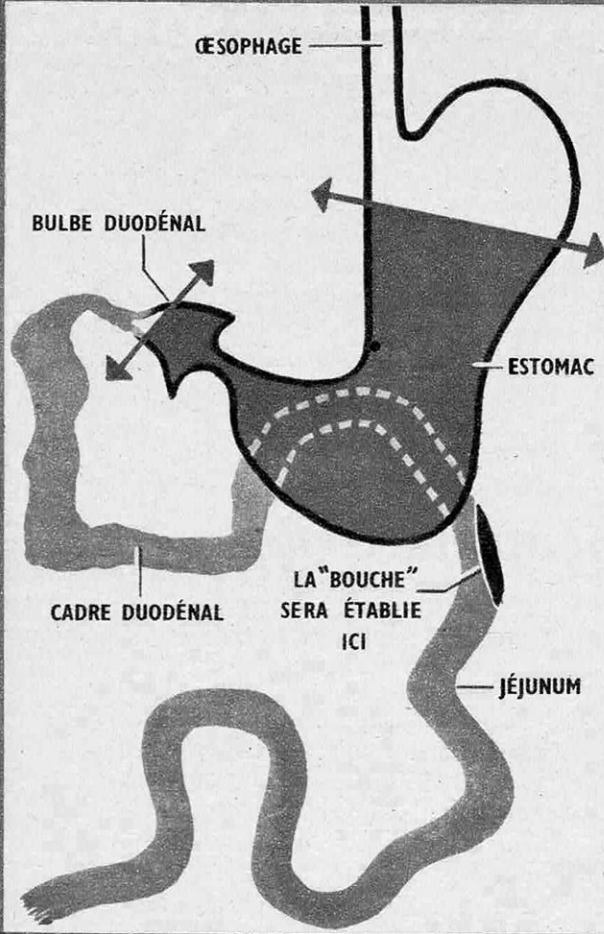 ŒSOPHAGE
BULBE DUODÉNAL
ESTOMAC
LA "BOUCHE"
SERA ÉTABLIE
ICI
CADRE DUODÉNAL
JÉJUNUM